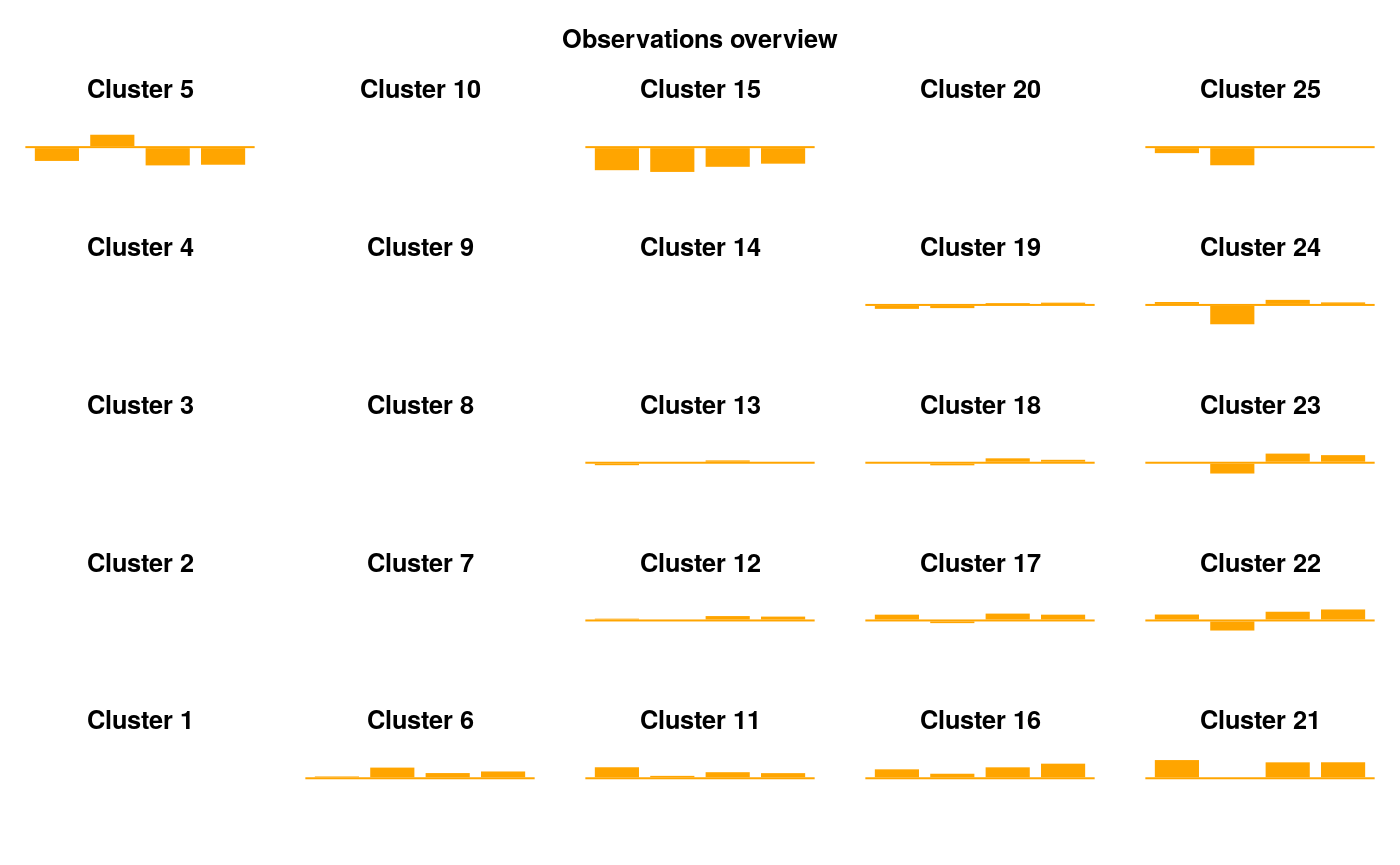 Observations overview
Cluster 5 Cluster 10 Cluster 15 Cluster 20 Cluster 25
Cluster 4 Cluster 9 Cluster 14 Cluster 19 Cluster 24
Cluster 3 Cluster 8 Cluster 13 Cluster 18 Cluster 23
Cluster 2 Cluster 7 Cluster 12 Cluster 17 Cluster 22
Cluster 1 Cluster 6 Cluster 11 Cluster 16 Cluster 21